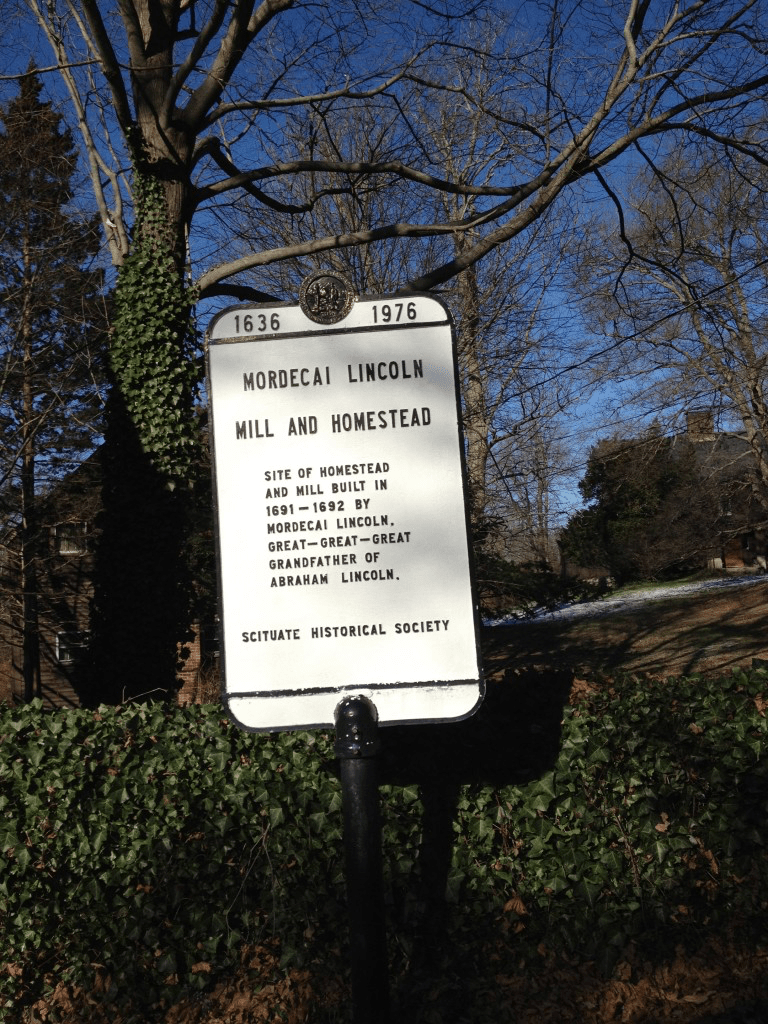 1636 1976
MORDECAI LINCOLN
MILL AND HOMESTEAD
SITE OF HOMESTEAD
AND MILL BUILT IN
1691-1692 BY
MORDECAI LINCOLN.
GREAT-GREAT-GREAT
GRANDFATHER OF
ABRAHAM LINCOLN.
SCITUATE HISTORICAL SOCIETY